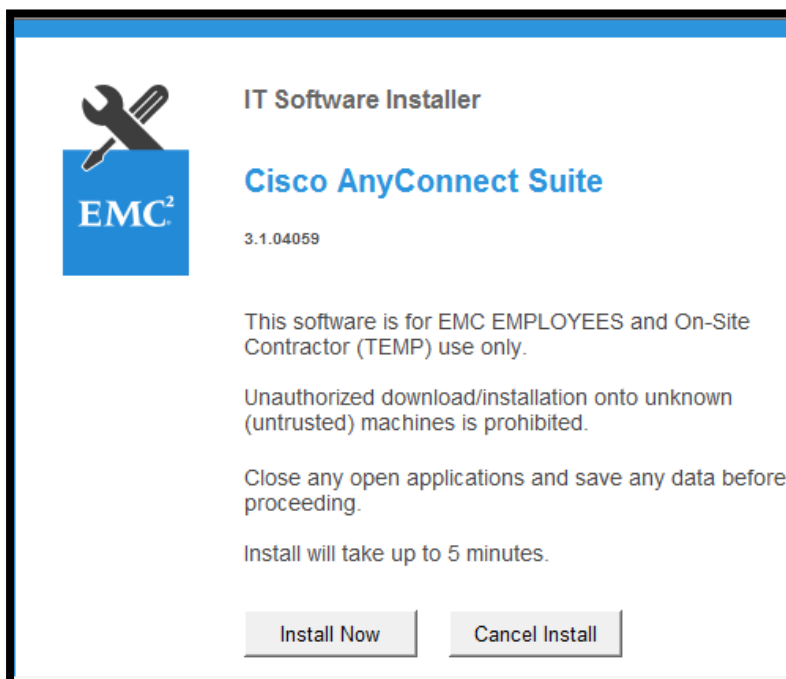 IT Software Installer
EMC²
Cisco AnyConnect Suite
3.1.04059
This software is for EMC EMPLOYEES and On-Site
Contractor (TEMP) use only.
Unauthorized download/installation onto unknown
(untrusted) machines is prohibited.
Close any open applications and save any data before
proceeding.
Install will take up to 5 minutes.
Install Now
Cancel Install